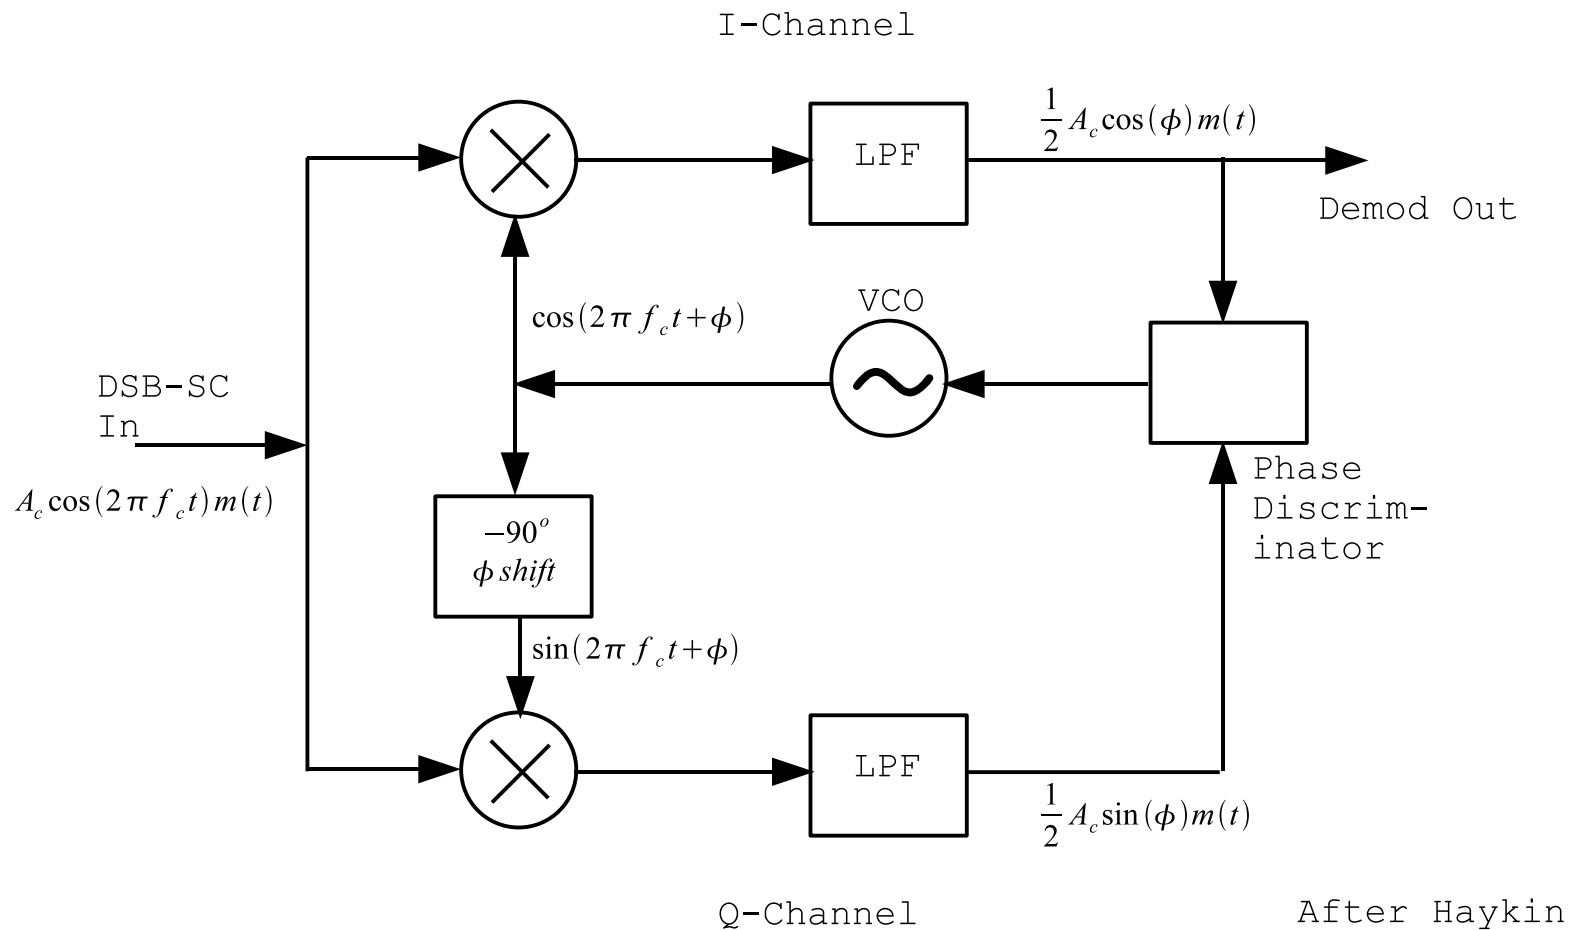 I-Channel
½ A_c cos(ϕ) m(t)
LPF
Demod Out
VCO
cos(2π f_c t+ϕ)
DSB-SC
In
A_c cos(2π f_c t) m(t)
Phase
Discrim-
inator
−90°
ϕ shift
sin(2π f_c t+ϕ)
LPF
½ A_c sin(ϕ) m(t)
Q-Channel
After Haykin